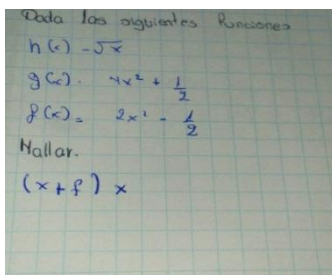 Dada las siguientes funciones
h(x) = √x
g(x). 4x² + 1/2
f(x) = 2x² - 1/2
Hallar.
(x + f) x